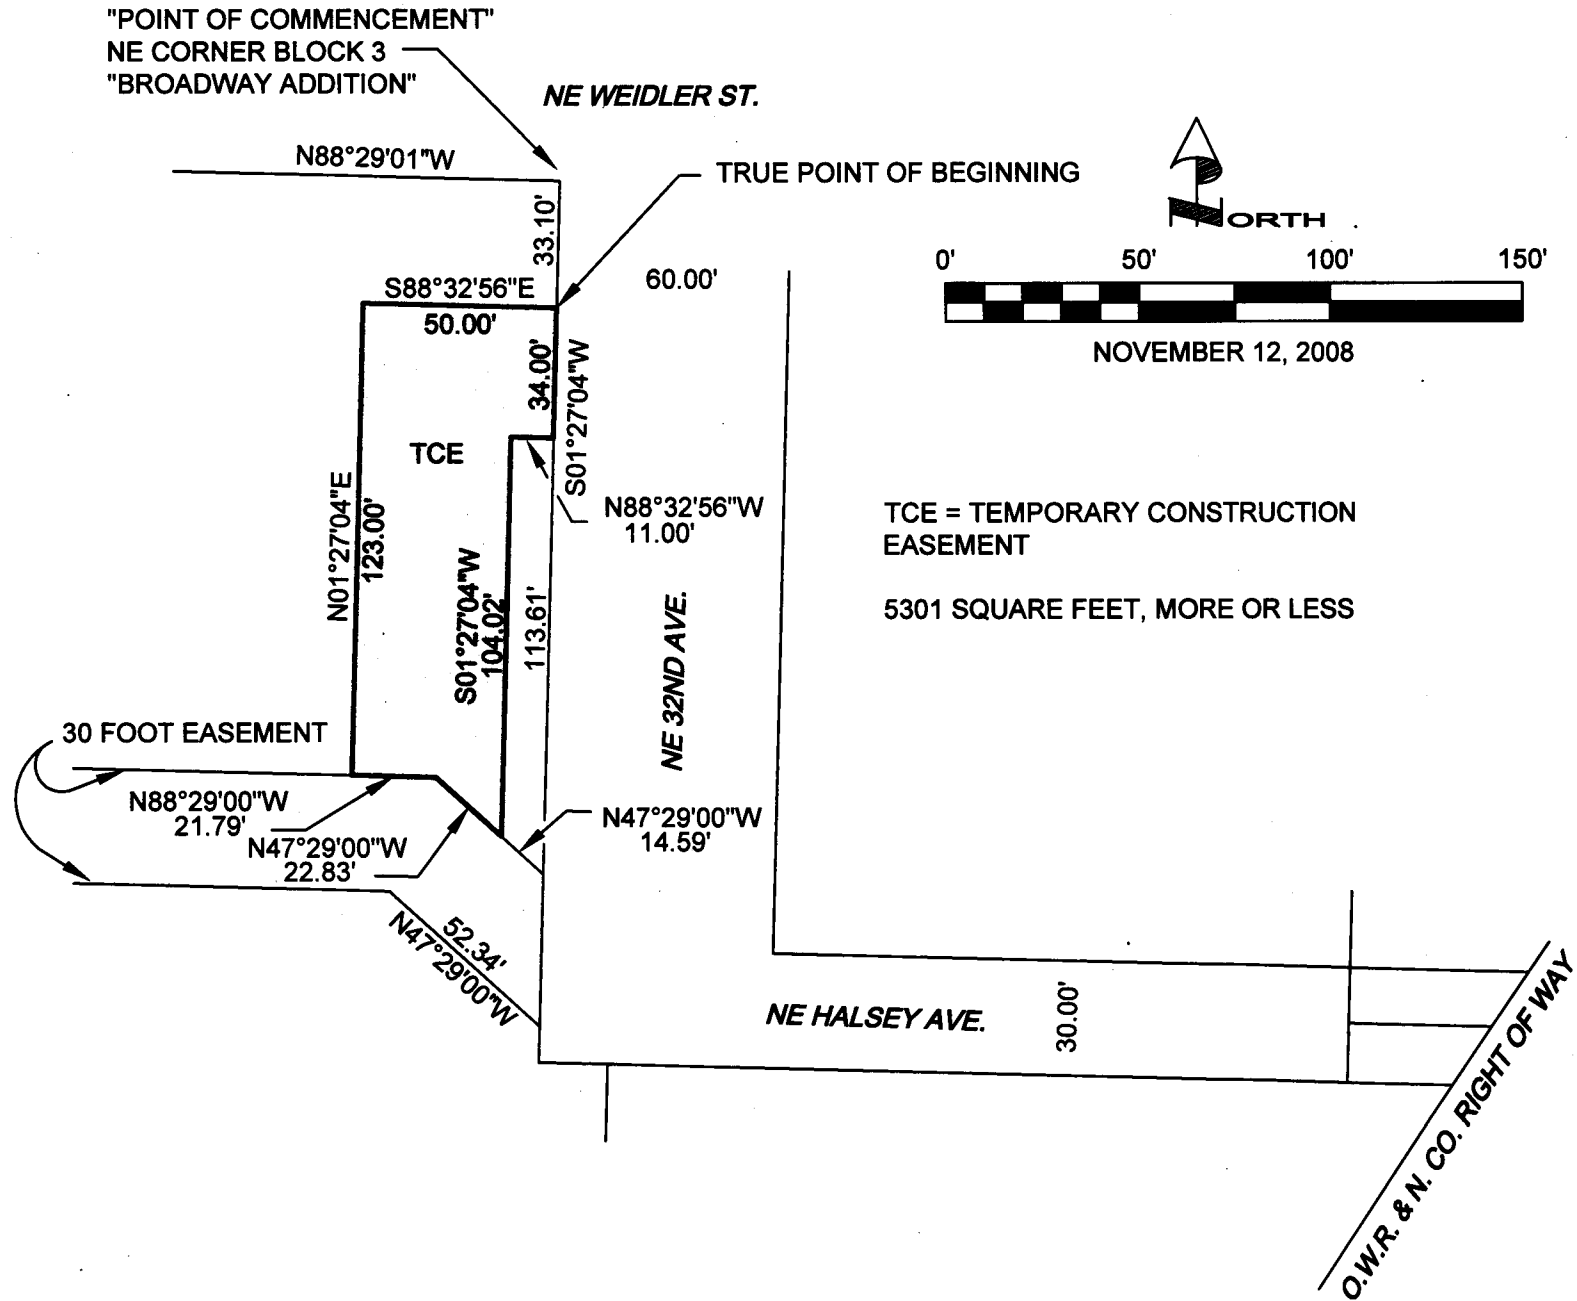 "POINT OF COMMENCEMENT"
NE CORNER BLOCK 3
"BROADWAY ADDITION"
NE WEIDLER ST.
N88°29'01"W
TRUE POINT OF BEGINNING
33.10'
NORTH
0' 50' 100' 150'
NOVEMBER 12, 2008
S88°32'56"E
50.00'
60.00'
34.00'
S01°27'04"W
TCE
N88°32'56"W
11.00'
N01°27'04"E
123.00'
S01°27'04"W
104.02'
113.61'
NE 32ND AVE.
TCE = TEMPORARY CONSTRUCTION
EASEMENT
5301 SQUARE FEET, MORE OR LESS
30 FOOT EASEMENT
N88°29'00"W
21.79'
N47°29'00"W
22.83'
N47°29'00"W
14.59'
52.34'
N47°29'00"W
NE HALSEY AVE.
30.00'
O.W.R. & N. CO. RIGHT OF WAY